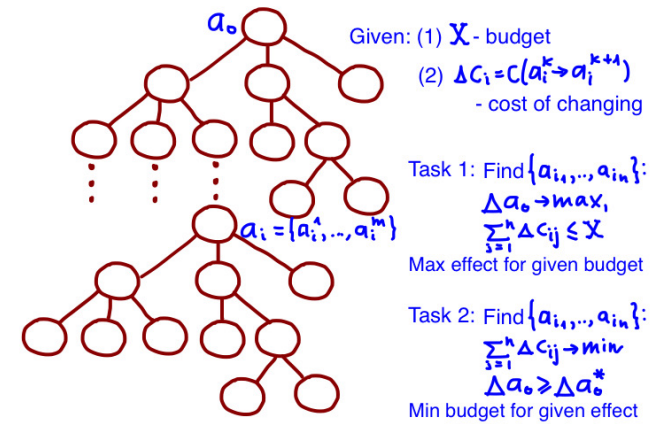 a₀
Given: (1) X - budget
(2) ΔCᵢ = C(aᵢᵏ → aᵢᵏ⁺¹)
- cost of changing
Task 1: Find {aᵢ₁,..,aᵢₙ}:
Δa₀ → max,
∑ⱼ₌₁ⁿ ΔCᵢⱼ ≤ X
Max effect for given budget
aᵢ = {aᵢ¹,..,aᵢᵐ}
Task 2: Find {aᵢ₁,..,aᵢₙ}:
∑ⱼ₌₁ⁿ ΔCᵢⱼ → min
Δa₀ ≥ Δa₀*
Min budget for given effect